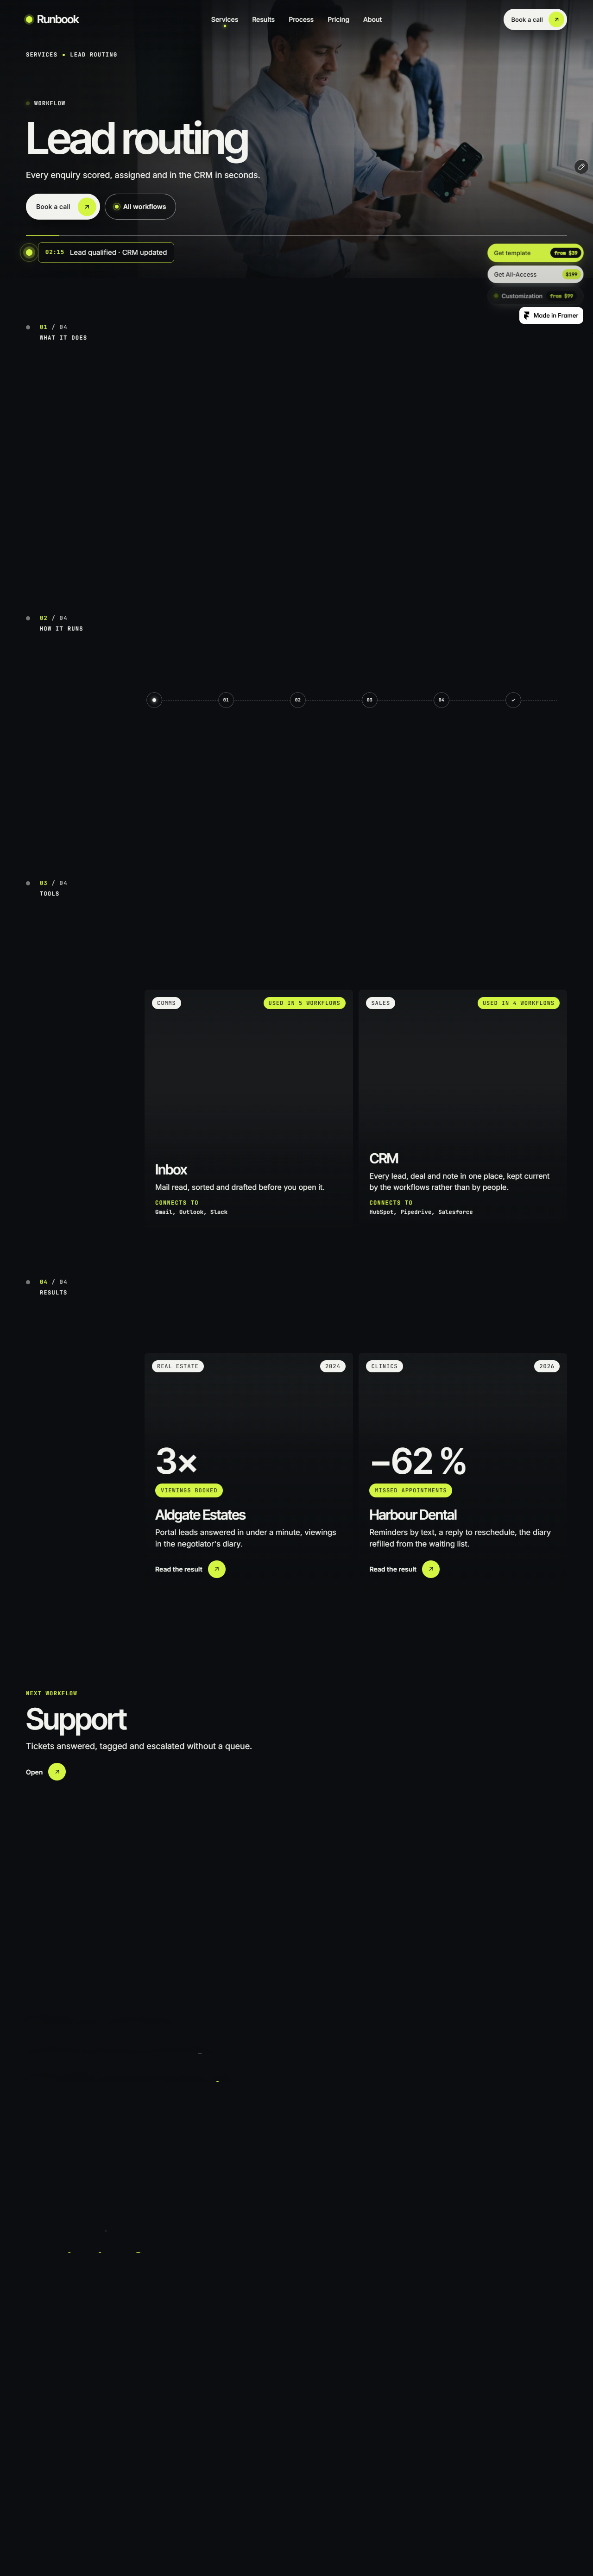 Runbook
Services
Results
Process
Pricing
About
Book a call
SERVICES
LEAD ROUTING
WORKFLOW
Lead routing
Every enquiry scored, assigned and in the CRM in seconds.
Book a call
All workflows
02:15 Lead qualified · CRM updated
Get template from $39
Get All-Access $199
Customization from $99
Made in Framer
01 / 04
WHAT IT DOES
02 / 04
HOW IT RUNS
01
02
03
04
03 / 04
TOOLS
COMMS
USED IN 5 WORKFLOWS
Inbox
Mail read, sorted and drafted before you open it.
CONNECTS TO
Gmail, Outlook, Slack
SALES
USED IN 4 WORKFLOWS
CRM
Every lead, deal and note in one place, kept current
by the workflows rather than by people.
CONNECTS TO
HubSpot, Pipedrive, Salesforce
04 / 04
RESULTS
REAL ESTATE
2024
3×
VIEWINGS BOOKED
Aldgate Estates
Portal leads answered in under a minute, viewings
in the negotiator's diary.
Read the result
CLINICS
2026
−62 %
MISSED APPOINTMENTS
Harbour Dental
Reminders by text, a reply to reschedule, the diary
refilled from the waiting list.
Read the result
NEXT WORKFLOW
Support
Tickets answered, tagged and escalated without a queue.
Open